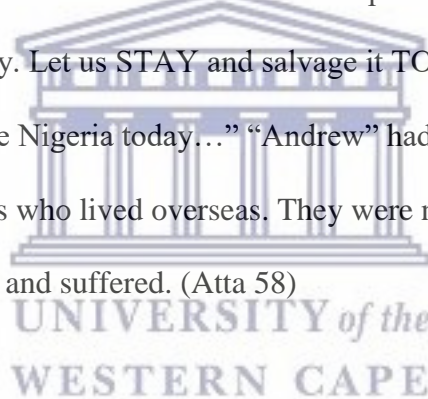 y. Let us STAY and salvage it TO
e Nigeria today…” “Andrew” had
s who lived overseas. They were
and suffered. (Atta 58)
UNIVERSITY of the
WESTERN CAPE